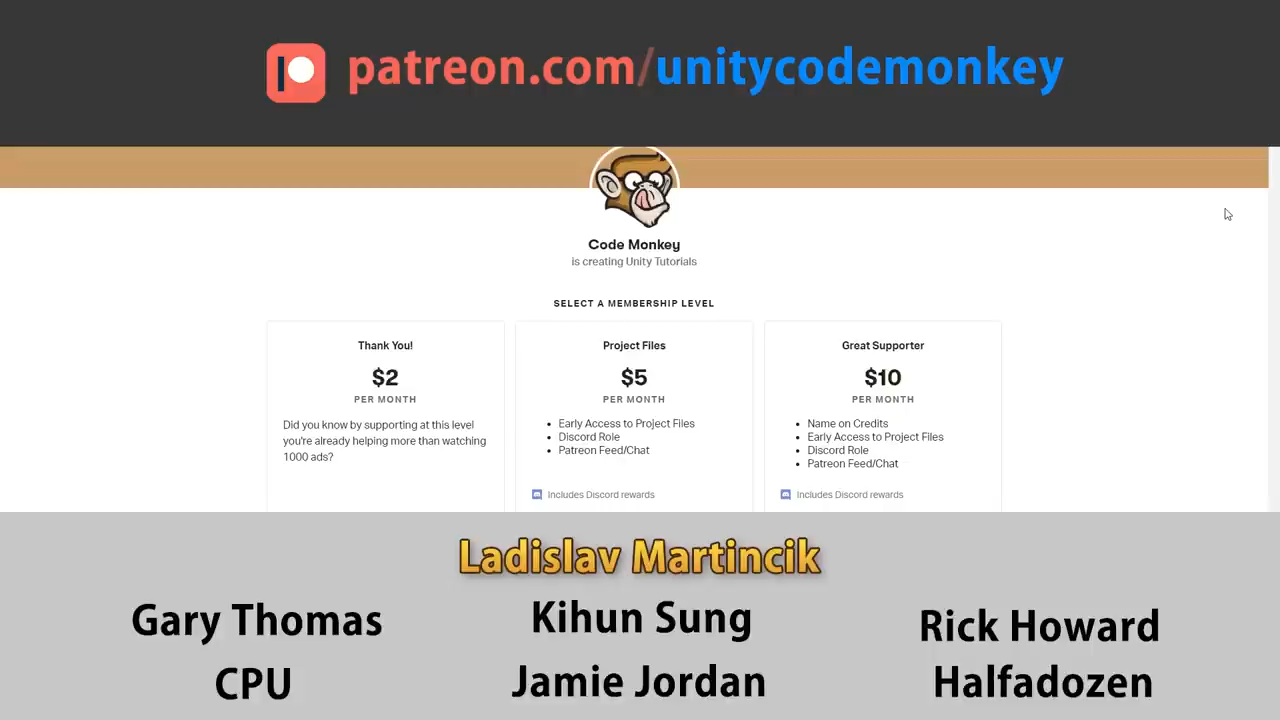 patreon.com/unitycodemonkey
Code Monkey
is creating Unity Tutorials
SELECT A MEMBERSHIP LEVEL
Thank You!
$2
PER MONTH
Did you know by supporting at this level
you're already helping more than watching
1000 ads?
Project Files
$5
PER MONTH
• Early Access to Project Files
• Discord Role
• Patreon Feed/Chat
Includes Discord rewards
Great Supporter
$10
PER MONTH
• Name on Credits
• Early Access to Project Files
• Discord Role
• Patreon Feed/Chat
Includes Discord rewards
Ladislav Martincik
Gary Thomas
Kihun Sung
Rick Howard
CPU
Jamie Jordan
Halfadozen